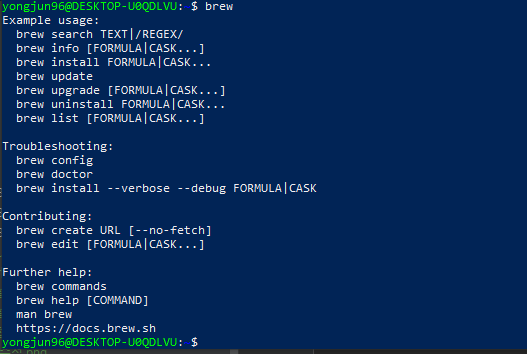 yongjun96@DESKTOP-U0QDLVU: $ brew
Example usage:
  brew search TEXT|/REGEX/
  brew info [FORMULA|CASK...]
  brew install FORMULA|CASK...
  brew update
  brew upgrade [FORMULA|CASK...]
  brew uninstall FORMULA|CASK...
  brew list [FORMULA|CASK...]

Troubleshooting:
  brew config
  brew doctor
  brew install --verbose --debug FORMULA|CASK

Contributing:
  brew create URL [--no-fetch]
  brew edit [FORMULA|CASK...]

Further help:
  brew commands
  brew help [COMMAND]
  man brew
  https://docs.brew.sh
yongjun96@DESKTOP-U0QDLVU: $